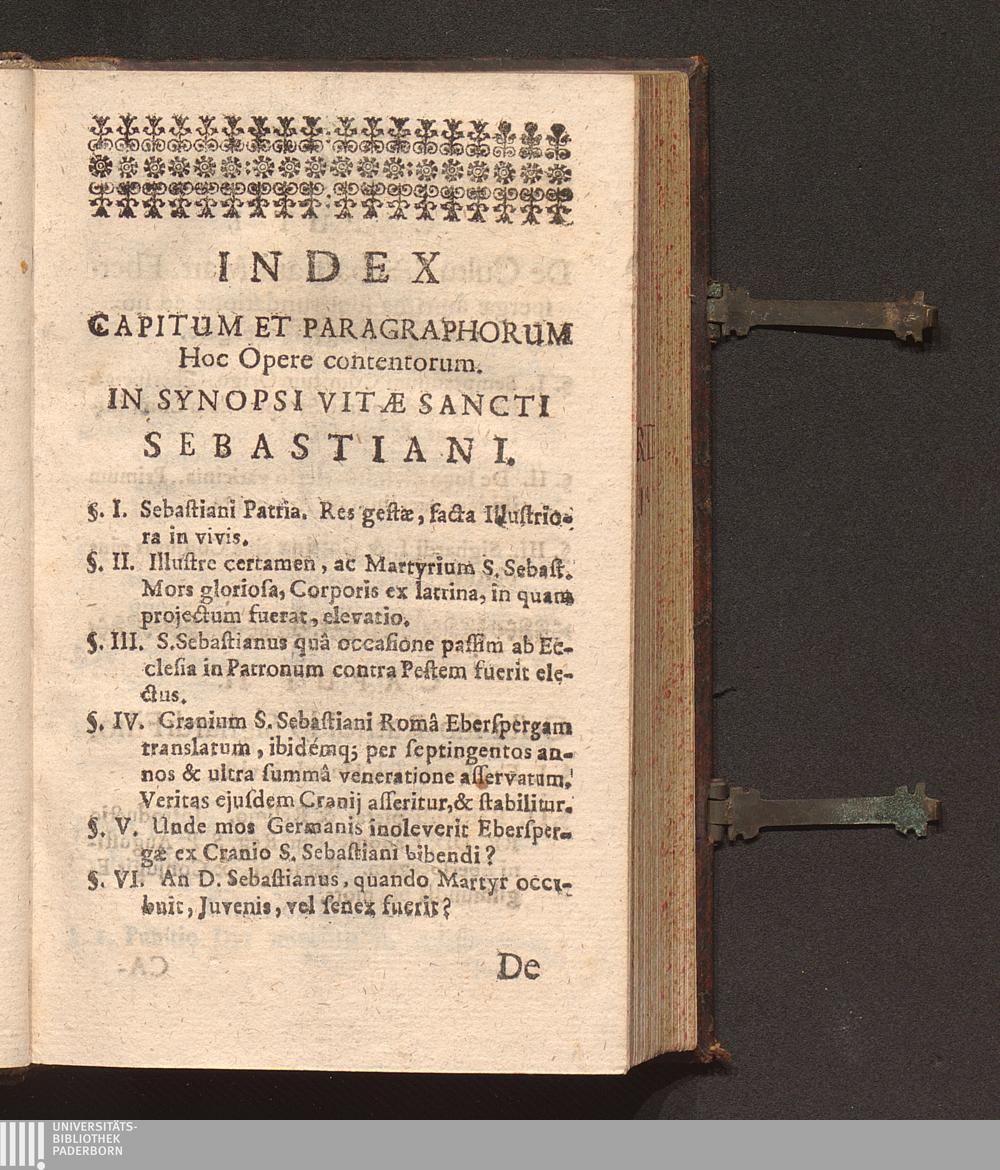 INDEX
CAPITUM ET PARAGRAPHORUM
Hoc Opere contentorum.
IN SYNOPSI VITÆ SANCTI
SEBASTIANI.
§. I. Sebaſtiani Patria. Res geſtæ, facta Illuſtrio-
ra in vivis.
§. II. Illuſtre certamen, ac Martyrium S. Sebaſt.
Mors glorioſa, Corporis ex latrina, in quam
projectum fuerat, elevatio.
§. III. S. Sebaſtianus quâ occaſione paſſim ab Ec-
cleſia in Patronum contra Peſtem fuerit ele-
ctus.
§. IV. Cranium S. Sebaſtiani Româ Eberſpergam
translatum, ibidémq; per ſeptingentos an-
nos & ultra ſummâ veneratione aſſervatum.
Veritas ejuſdem Cranij aſſeritur, & ſtabilitur.
§. V. Unde mos Germanis inoleverit Eberſper-
gæ ex Cranio S. Sebaſtiani bibendi?
§. VI. An D. Sebaſtianus, quando Martyr occu-
buit, Juvenis, vel ſenex fuerit?
De
UNIVERSITÄTS-
BIBLIOTHEK
PADERBORN